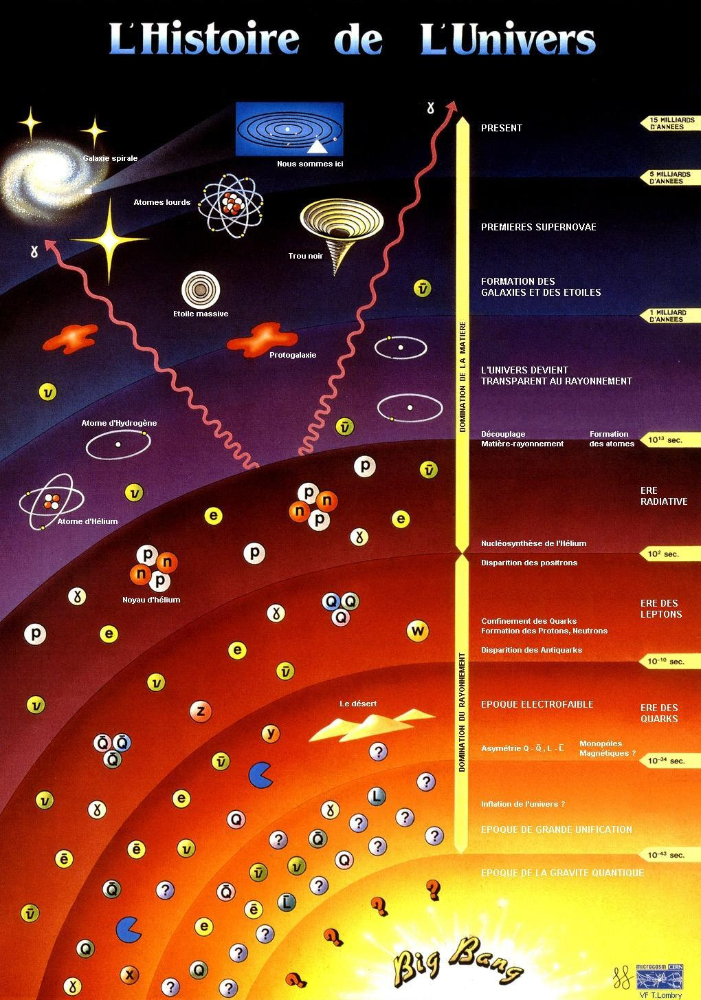 L'Histoire de L'Univers
ɣ
PRESENT
15 MILLIARDS
D'ANNEES
Galaxie spirale
Nous sommes ici
5 MILLIARDS
D'ANNEES
Atomes lourds
PREMIERES SUPERNOVAE
ɣ
Trou noir
FORMATION DES
GALAXIES ET DES ETOILES
ν̄
Etoile massive
1 MILLIARD
D'ANNEES
Protogalaxie
DOMINATION DE LA MATIERE
L'UNIVERS DEVIENT
TRANSPARENT AU RAYONNEMENT
ν
Atome d'Hydrogène
ν̄
Découplage
Matière-rayonnement
Formation
des atomes
10¹³ sec.
p
ν̄
ν
p
n
n
p
ERE
RADIATIVE
Atome d'Hélium
e
e
ɣ
Nucléosynthèse de l'Hélium
10² sec.
p
p
n
n
p
Disparition des positrons
Noyau d'hélium
ɣ
Q
Q
Q
ERE DES
LEPTONS
ɣ
Confinement des Quarks
Formation des Protons, Neutrons
p
e
w
e
Disparition des Antiquarks
10⁻¹⁰ sec.
ν̄
ν
DOMINATION DU RAYONNEMENT
ν
z
Le désert
EPOQUE ELECTROFAIBLE
ERE DES
QUARKS
y
Q̄
Q̄
Q̄
Asymétrie Q - Q̄ , L - L̄
Monopôles
Magnétiques ?
?
ν̄
10⁻³⁴ sec.
?
ν
e
L
Inflation de l'univers ?
ɣ
ɣ
Q
?
?
EPOQUE DE GRANDE UNIFICATION
?
Q̄
?
ē
ē
ν
?
Q
10⁻⁴³ sec.
ν̄
ν
EPOQUE DE LA GRAVITE QUANTIQUE
Q̄
?
Q̄
?
?
ν̄
ē
L̄
?
e
?
?
Q
?
Big Bang
x
Q
?
ɣ
?
?
microcosm CERN
VF T.Lombry